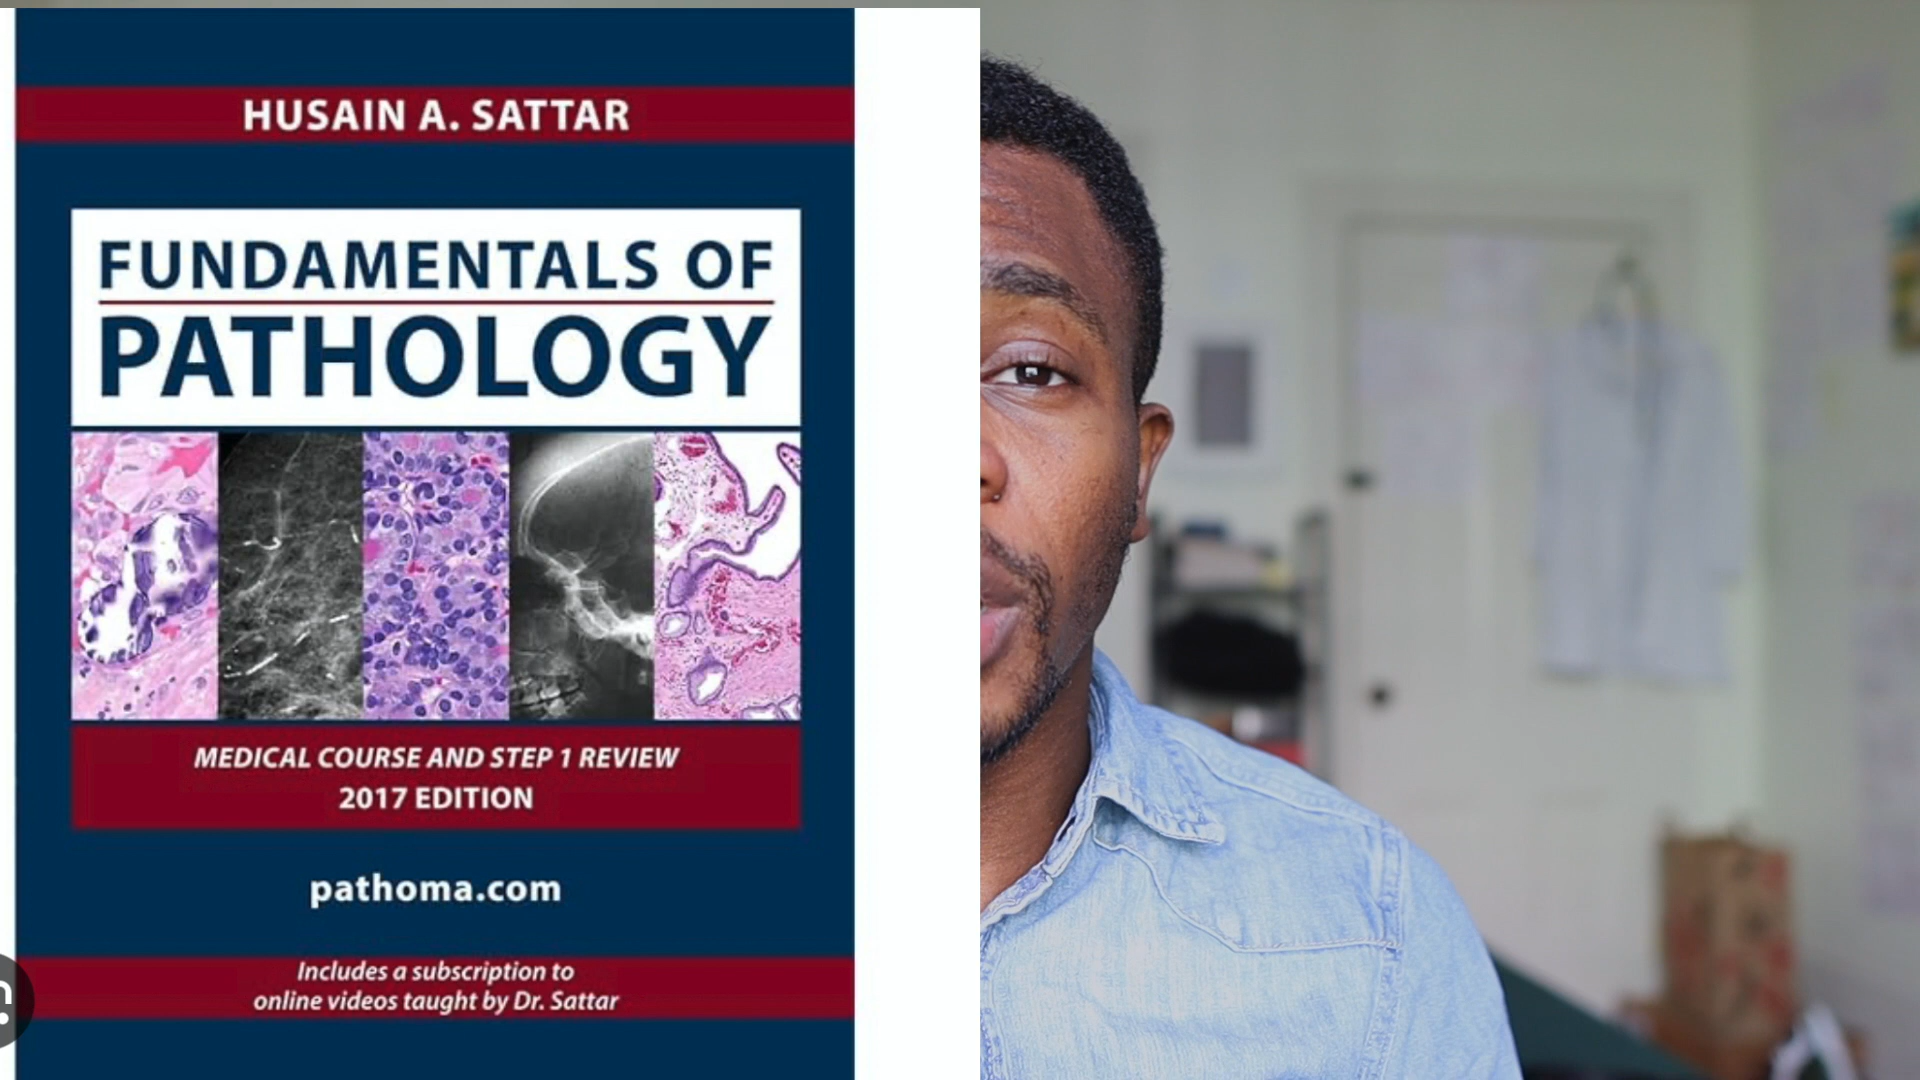 HUSAIN A. SATTAR
FUNDAMENTALS OF
PATHOLOGY
MEDICAL COURSE AND STEP 1 REVIEW
2017 EDITION
pathoma.com
Includes a subscription to
online videos taught by Dr. Sattar